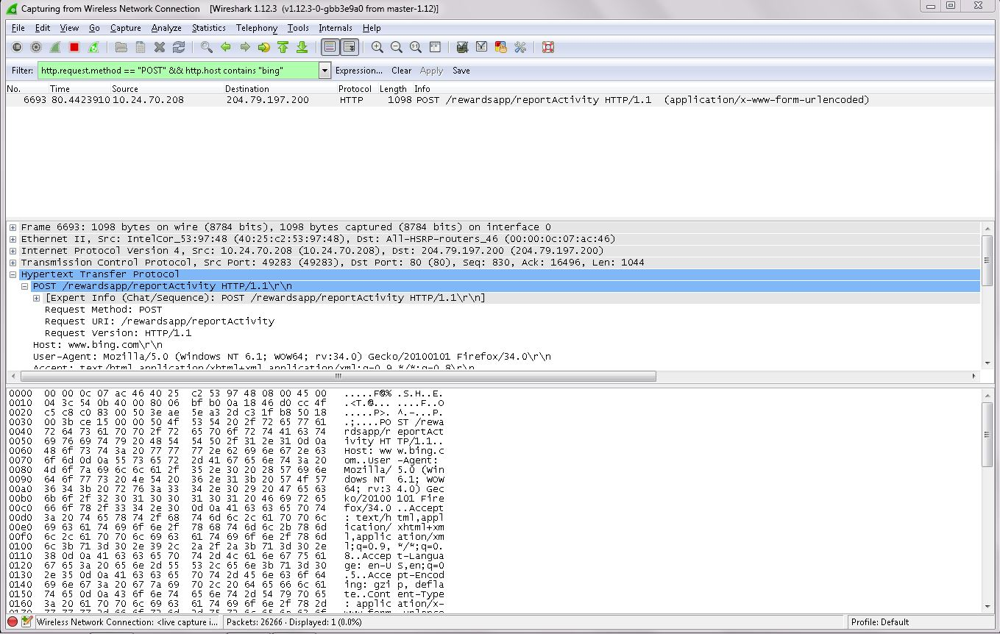 Capturing from Wireless Network Connection [Wireshark 1.12.3 (v1.12.3-0-gbb3e9a0 from master-1.12)]
File Edit View Go Capture Analyze Statistics Telephony Tools Internals Help
Filter: http.request.method == "POST" && http.host contains "bing" Expression... Clear Apply Save
No. Time Source Destination Protocol Length Info
6693 80.4423910 10.24.70.208 204.79.197.200 HTTP 1098 POST /rewardsapp/reportActivity HTTP/1.1 (application/x-www-form-urlencoded)
Frame 6693: 1098 bytes on wire (8784 bits), 1098 bytes captured (8784 bits) on interface 0
Ethernet II, Src: IntelCor_53:97:48 (40:25:c2:53:97:48), Dst: All-HSRP-routers_46 (00:00:0c:07:ac:46)
Internet Protocol Version 4, Src: 10.24.70.208 (10.24.70.208), Dst: 204.79.197.200 (204.79.197.200)
Transmission Control Protocol, Src Port: 49283 (49283), Dst Port: 80 (80), Seq: 830, Ack: 16496, Len: 1044
Hypertext Transfer Protocol
POST /rewardsapp/reportActivity HTTP/1.1\r\n
[Expert Info (Chat/Sequence): POST /rewardsapp/reportActivity HTTP/1.1\r\n]
Request Method: POST
Request URI: /rewardsapp/reportActivity
Request Version: HTTP/1.1
Host: www.bing.com\r\n
User-Agent: Mozilla/5.0 (Windows NT 6.1; WOW64; rv:34.0) Gecko/20100101 Firefox/34.0\r\n
Accept: text/html,application/xhtml+xml,application/xml;q=0.9,*/*;q=0.8\r\n
0000 00 00 0c 07 ac 46 40 25 c2 53 97 48 08 00 45 00 .....F@% .S.H..E.
0010 04 3c 54 0b 40 00 80 06 bf b0 0a 18 46 d0 cc 4f .<T.@... ....F..O
0020 c5 c8 c0 83 00 50 3e ae 5e a3 2d c3 1f b8 50 18 .....P>. ^.-...P.
0030 00 3b ce 15 00 00 50 4f 53 54 20 2f 72 65 77 61 .;....PO ST /rewa
0040 72 64 73 61 70 70 2f 72 65 70 6f 72 74 41 63 74 rdsapp/r eportAct
0050 69 76 69 74 79 20 48 54 54 50 2f 31 2e 31 0d 0a ivity HT TP/1.1..
0060 48 6f 73 74 3a 20 77 77 77 2e 62 69 6e 67 2e 63 Host: ww w.bing.c
0070 6f 6d 0d 0a 55 73 65 72 2d 41 67 65 6e 74 3a 20 om..User -Agent:
0080 4d 6f 7a 69 6c 6c 61 2f 35 2e 30 20 28 57 69 6e Mozilla/ 5.0 (Win
0090 64 6f 77 73 20 4e 54 20 36 2e 31 3b 20 57 4f 57 dows NT 6.1; WOW
00a0 36 34 3b 20 72 76 3a 33 34 2e 30 29 20 47 65 63 64; rv:3 4.0) Gec
00b0 6b 6f 2f 32 30 31 30 30 31 30 31 20 46 69 72 65 ko/20100 101 Fire
00c0 66 6f 78 2f 33 34 2e 30 0d 0a 41 63 63 65 70 74 fox/34.0 ..Accept
00d0 3a 20 74 65 78 74 2f 68 74 6d 6c 2c 61 70 70 6c : text/h tml,appl
00e0 69 63 61 74 69 6f 6e 2f 78 68 74 6d 6c 2b 78 6d ication/ xhtml+xm
00f0 6c 2c 61 70 70 6c 69 63 61 74 69 6f 6e 2f 78 6d l,applic ation/xm
0100 6c 3b 71 3d 30 2e 39 2c 2a 2f 2a 3b 71 3d 30 2e l;q=0.9, */*;q=0.
0110 38 0d 0a 41 63 63 65 70 74 2d 4c 61 6e 67 75 61 8..Accep t-Langua
0120 67 65 3a 20 65 6e 2d 55 53 2c 65 6e 3b 71 3d 30 ge: en-U S,en;q=0
0130 2e 35 0d 0a 41 63 63 65 70 74 2d 45 6e 63 6f 64 .5..Acce pt-Encod
0140 69 6e 67 3a 20 67 7a 69 70 2c 20 64 65 66 6c 61 ing: gzi p, defla
0150 74 65 0d 0a 43 6f 6e 74 65 6e 74 2d 54 79 70 65 te..Cont ent-Type
0160 3a 20 61 70 70 6c 69 63 61 74 69 6f 6e 2f 78 2d : applic ation/x-
0170 77 77 77 2d 66 6f 72 6d 2d 75 72 6c 65 6e 63 6f www-form -urlenco
Wireless Network Connection: <live capture i... Packets: 26266 · Displayed: 1 (0.0%) Profile: Default